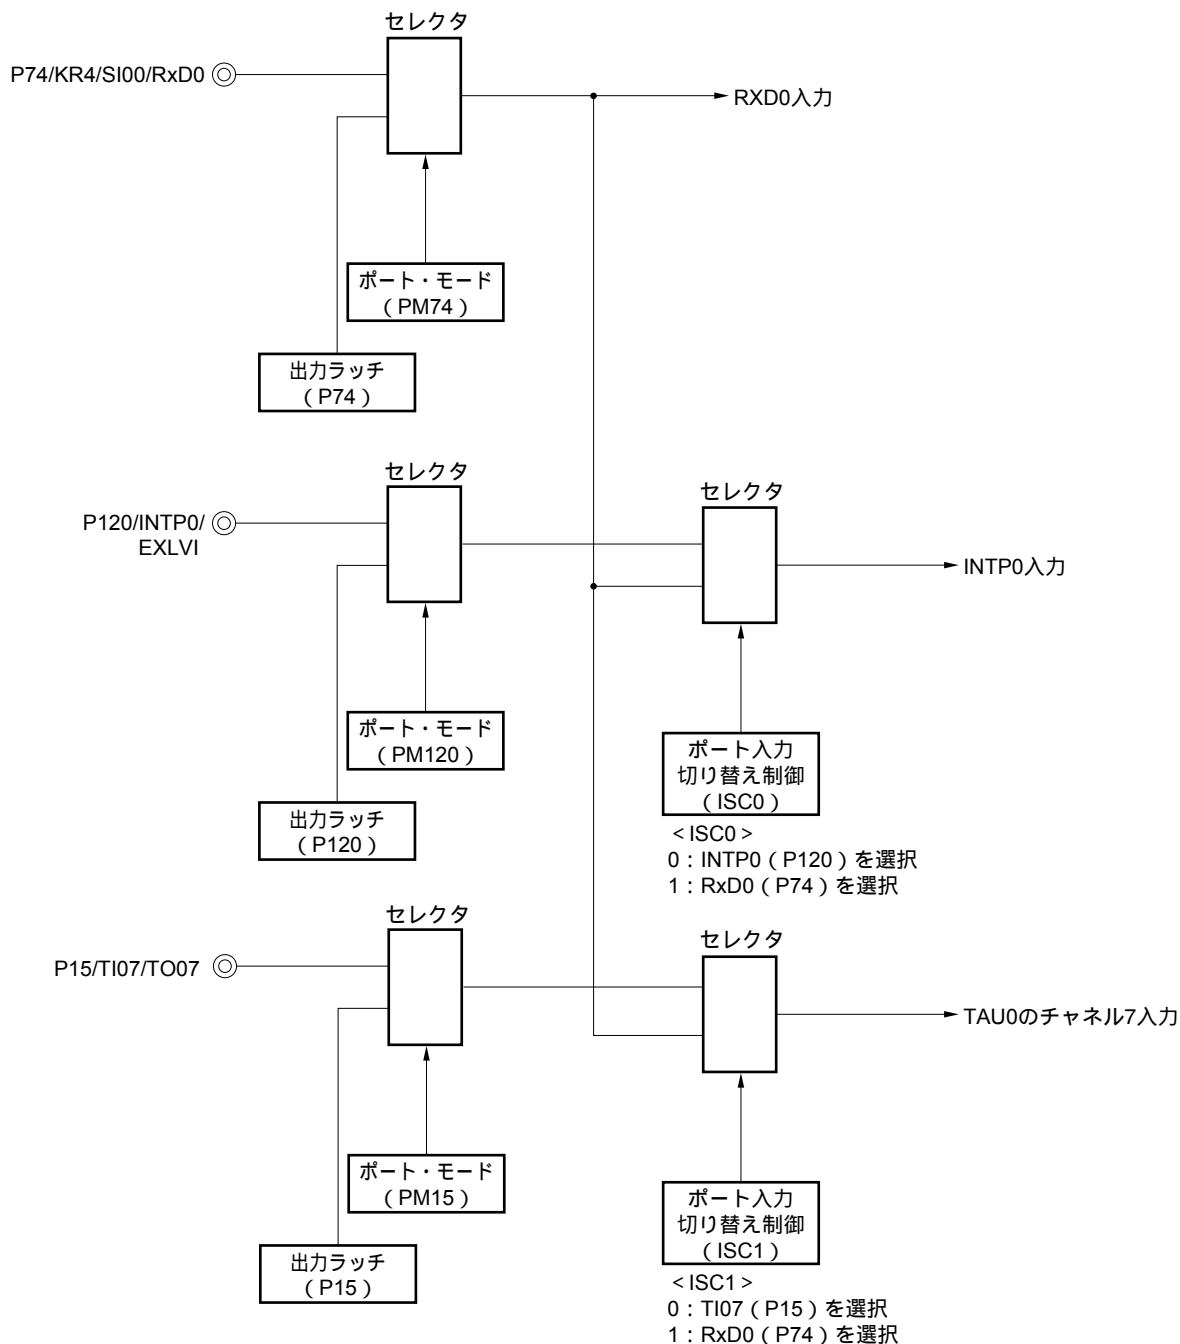 セレクタ
P74/KR4/SI00/RxD0
RXD0入力
ポート・モード
(PM74)
出力ラッチ
(P74)
セレクタ
P120/INTP0/
EXLVI
セレクタ
INTP0入力
ポート・モード
(PM120)
出力ラッチ
(P120)
ポート入力
切り替え制御
(ISC0)
<ISC0>
0:INTP0(P120)を選択
1:RxD0(P74)を選択
セレクタ
P15/TI07/TO07
セレクタ
TAU0のチャネル7入力
ポート・モード
(PM15)
出力ラッチ
(P15)
ポート入力
切り替え制御
(ISC1)
<ISC1>
0:TI07(P15)を選択
1:RxD0(P74)を選択